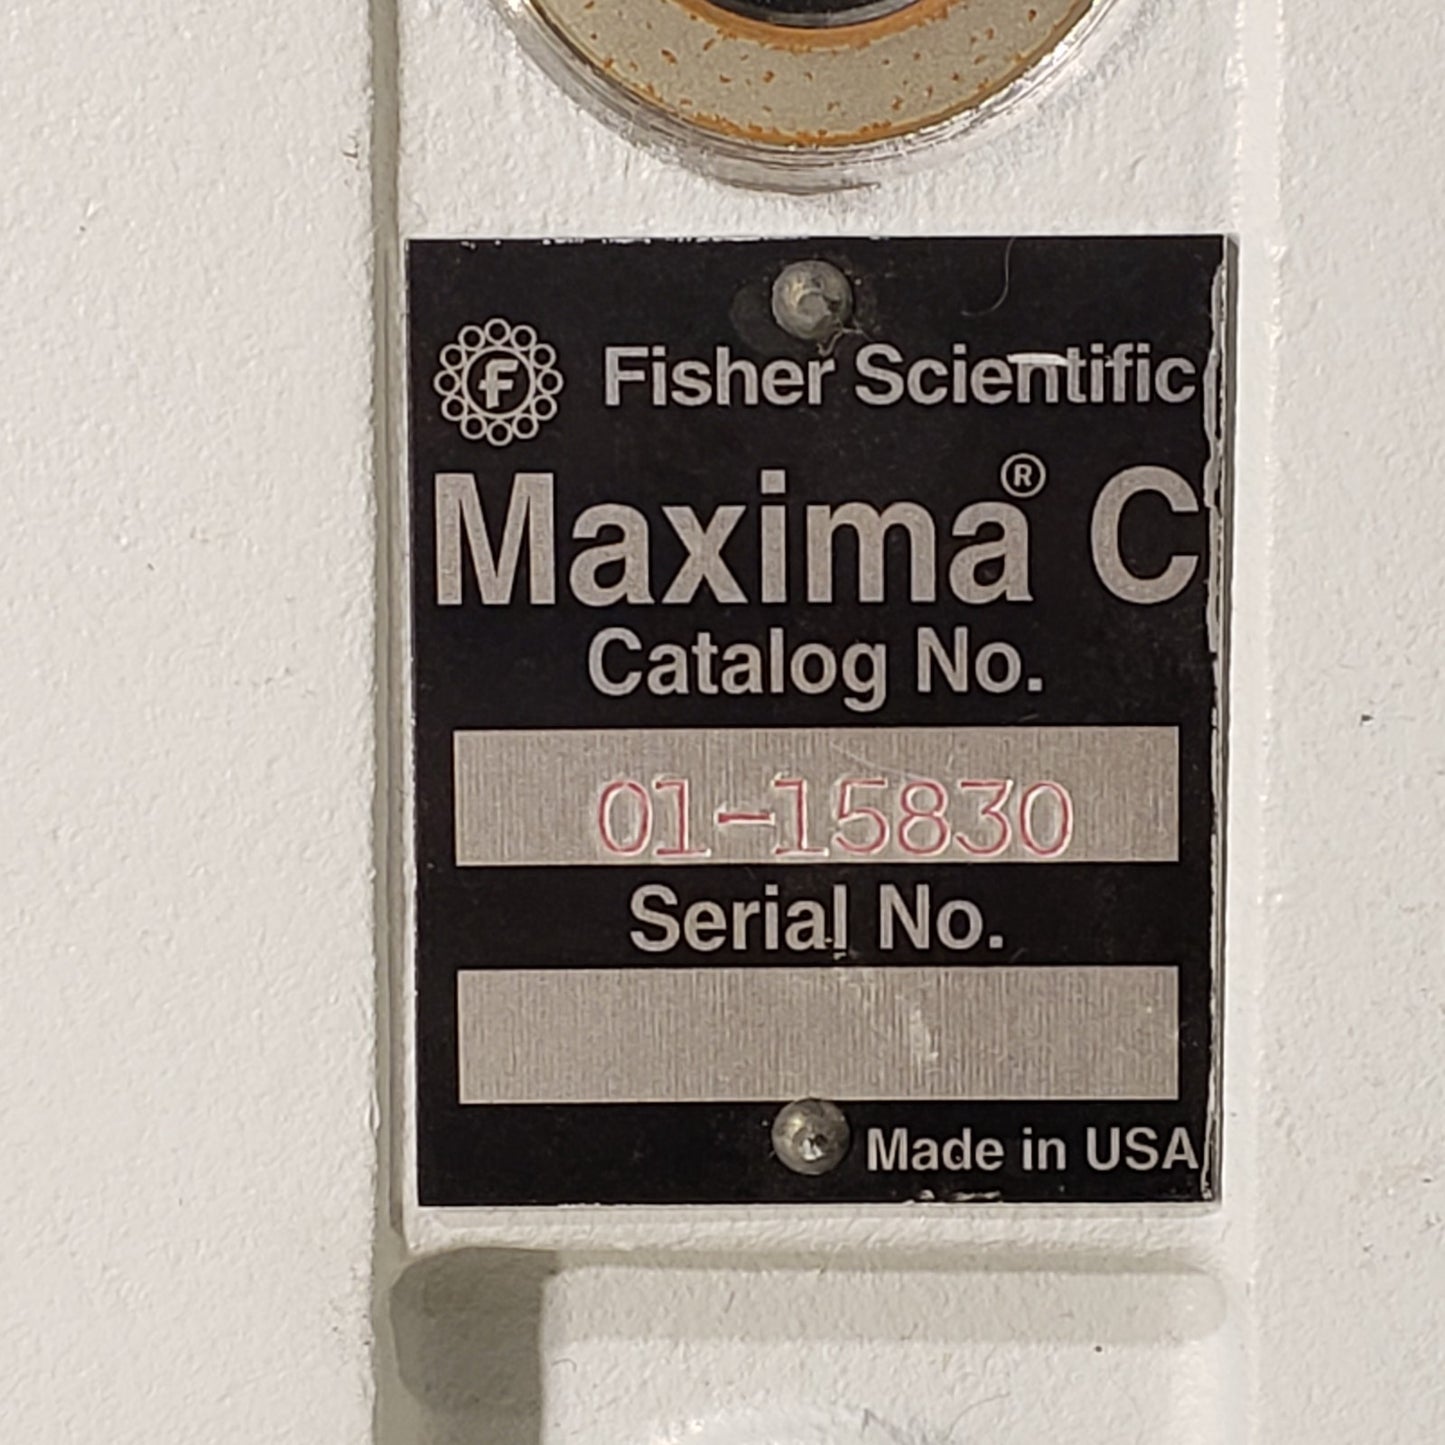 F Fisher Scientific
Maxima® C
Catalog No.
01-15830
Serial No.
Made in USA